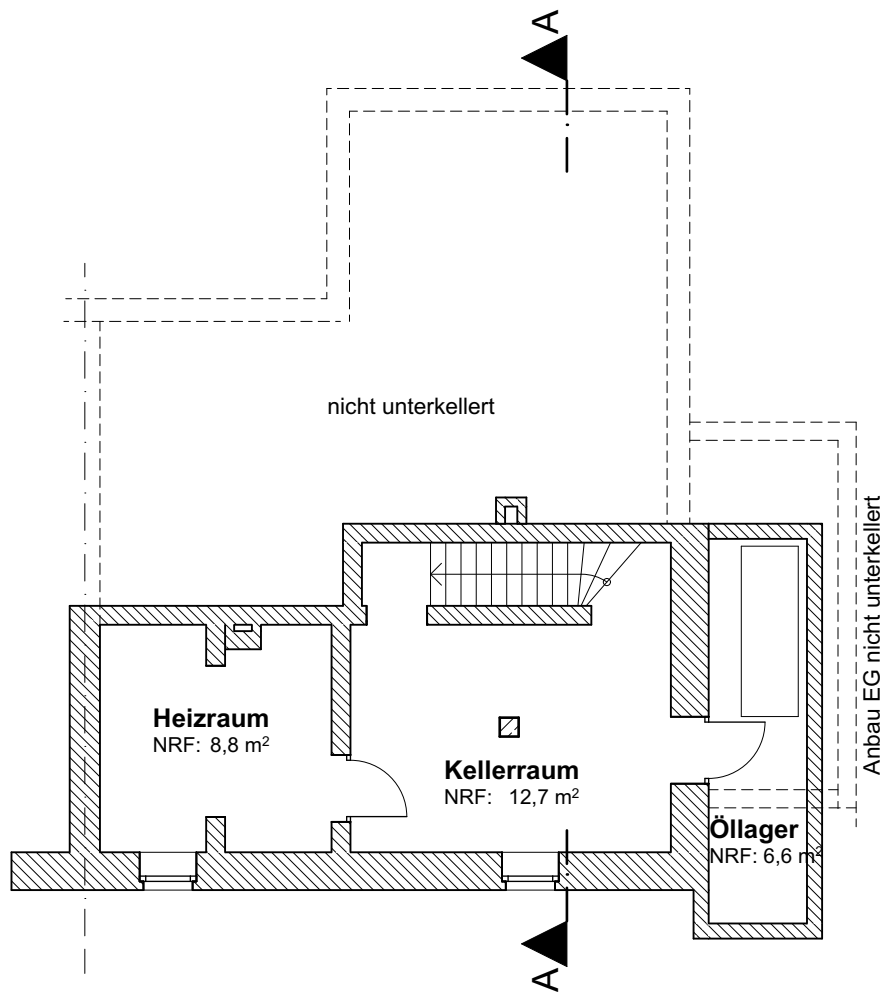 A
nicht unterkellert
Anbau EG nicht unterkellert
Heizraum
NRF: 8,8 m²
Kellerraum
NRF: 12,7 m²
Öllager
NRF: 6,6 m²
A